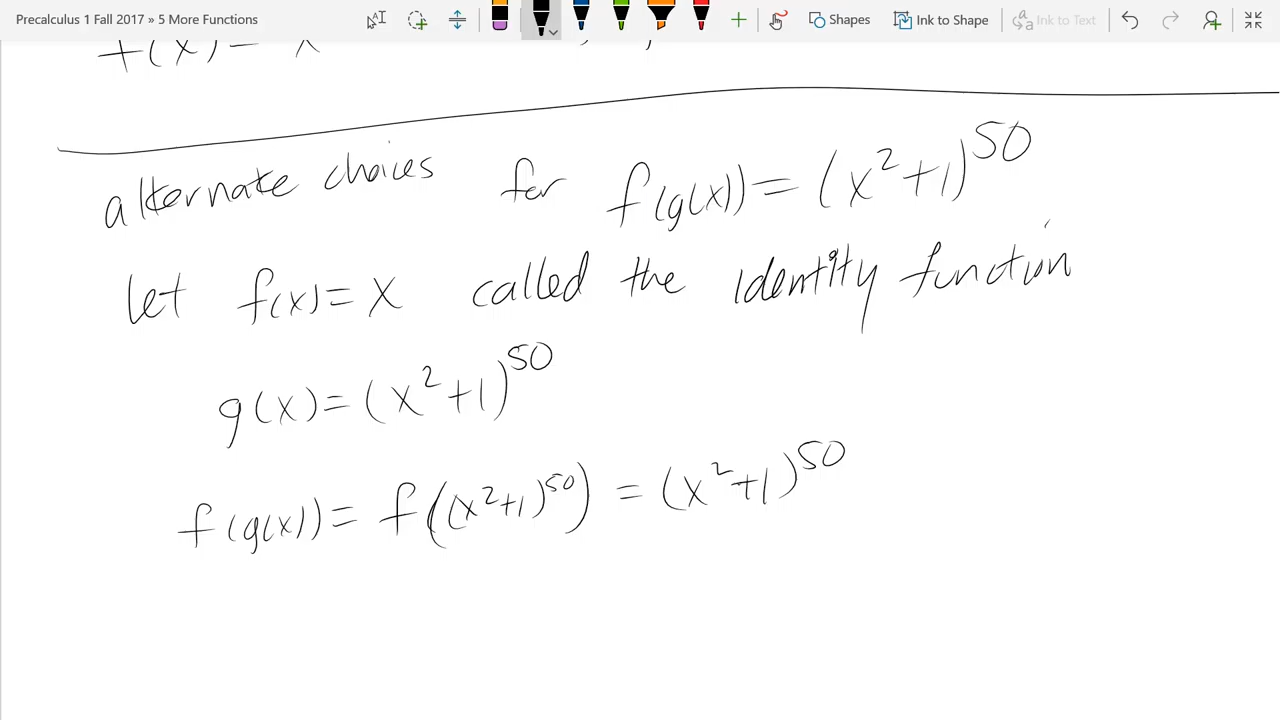 Precalculus 1 Fall 2017 » 5 More Functions
Shapes Ink to Shape Ink to Text
f(x) = x
alternate choices for f(g(x)) = (x²+1)⁵⁰
let f(x) = x called the identity function
g(x) = (x²+1)⁵⁰
f(g(x)) = f((x²+1)⁵⁰) = (x²+1)⁵⁰